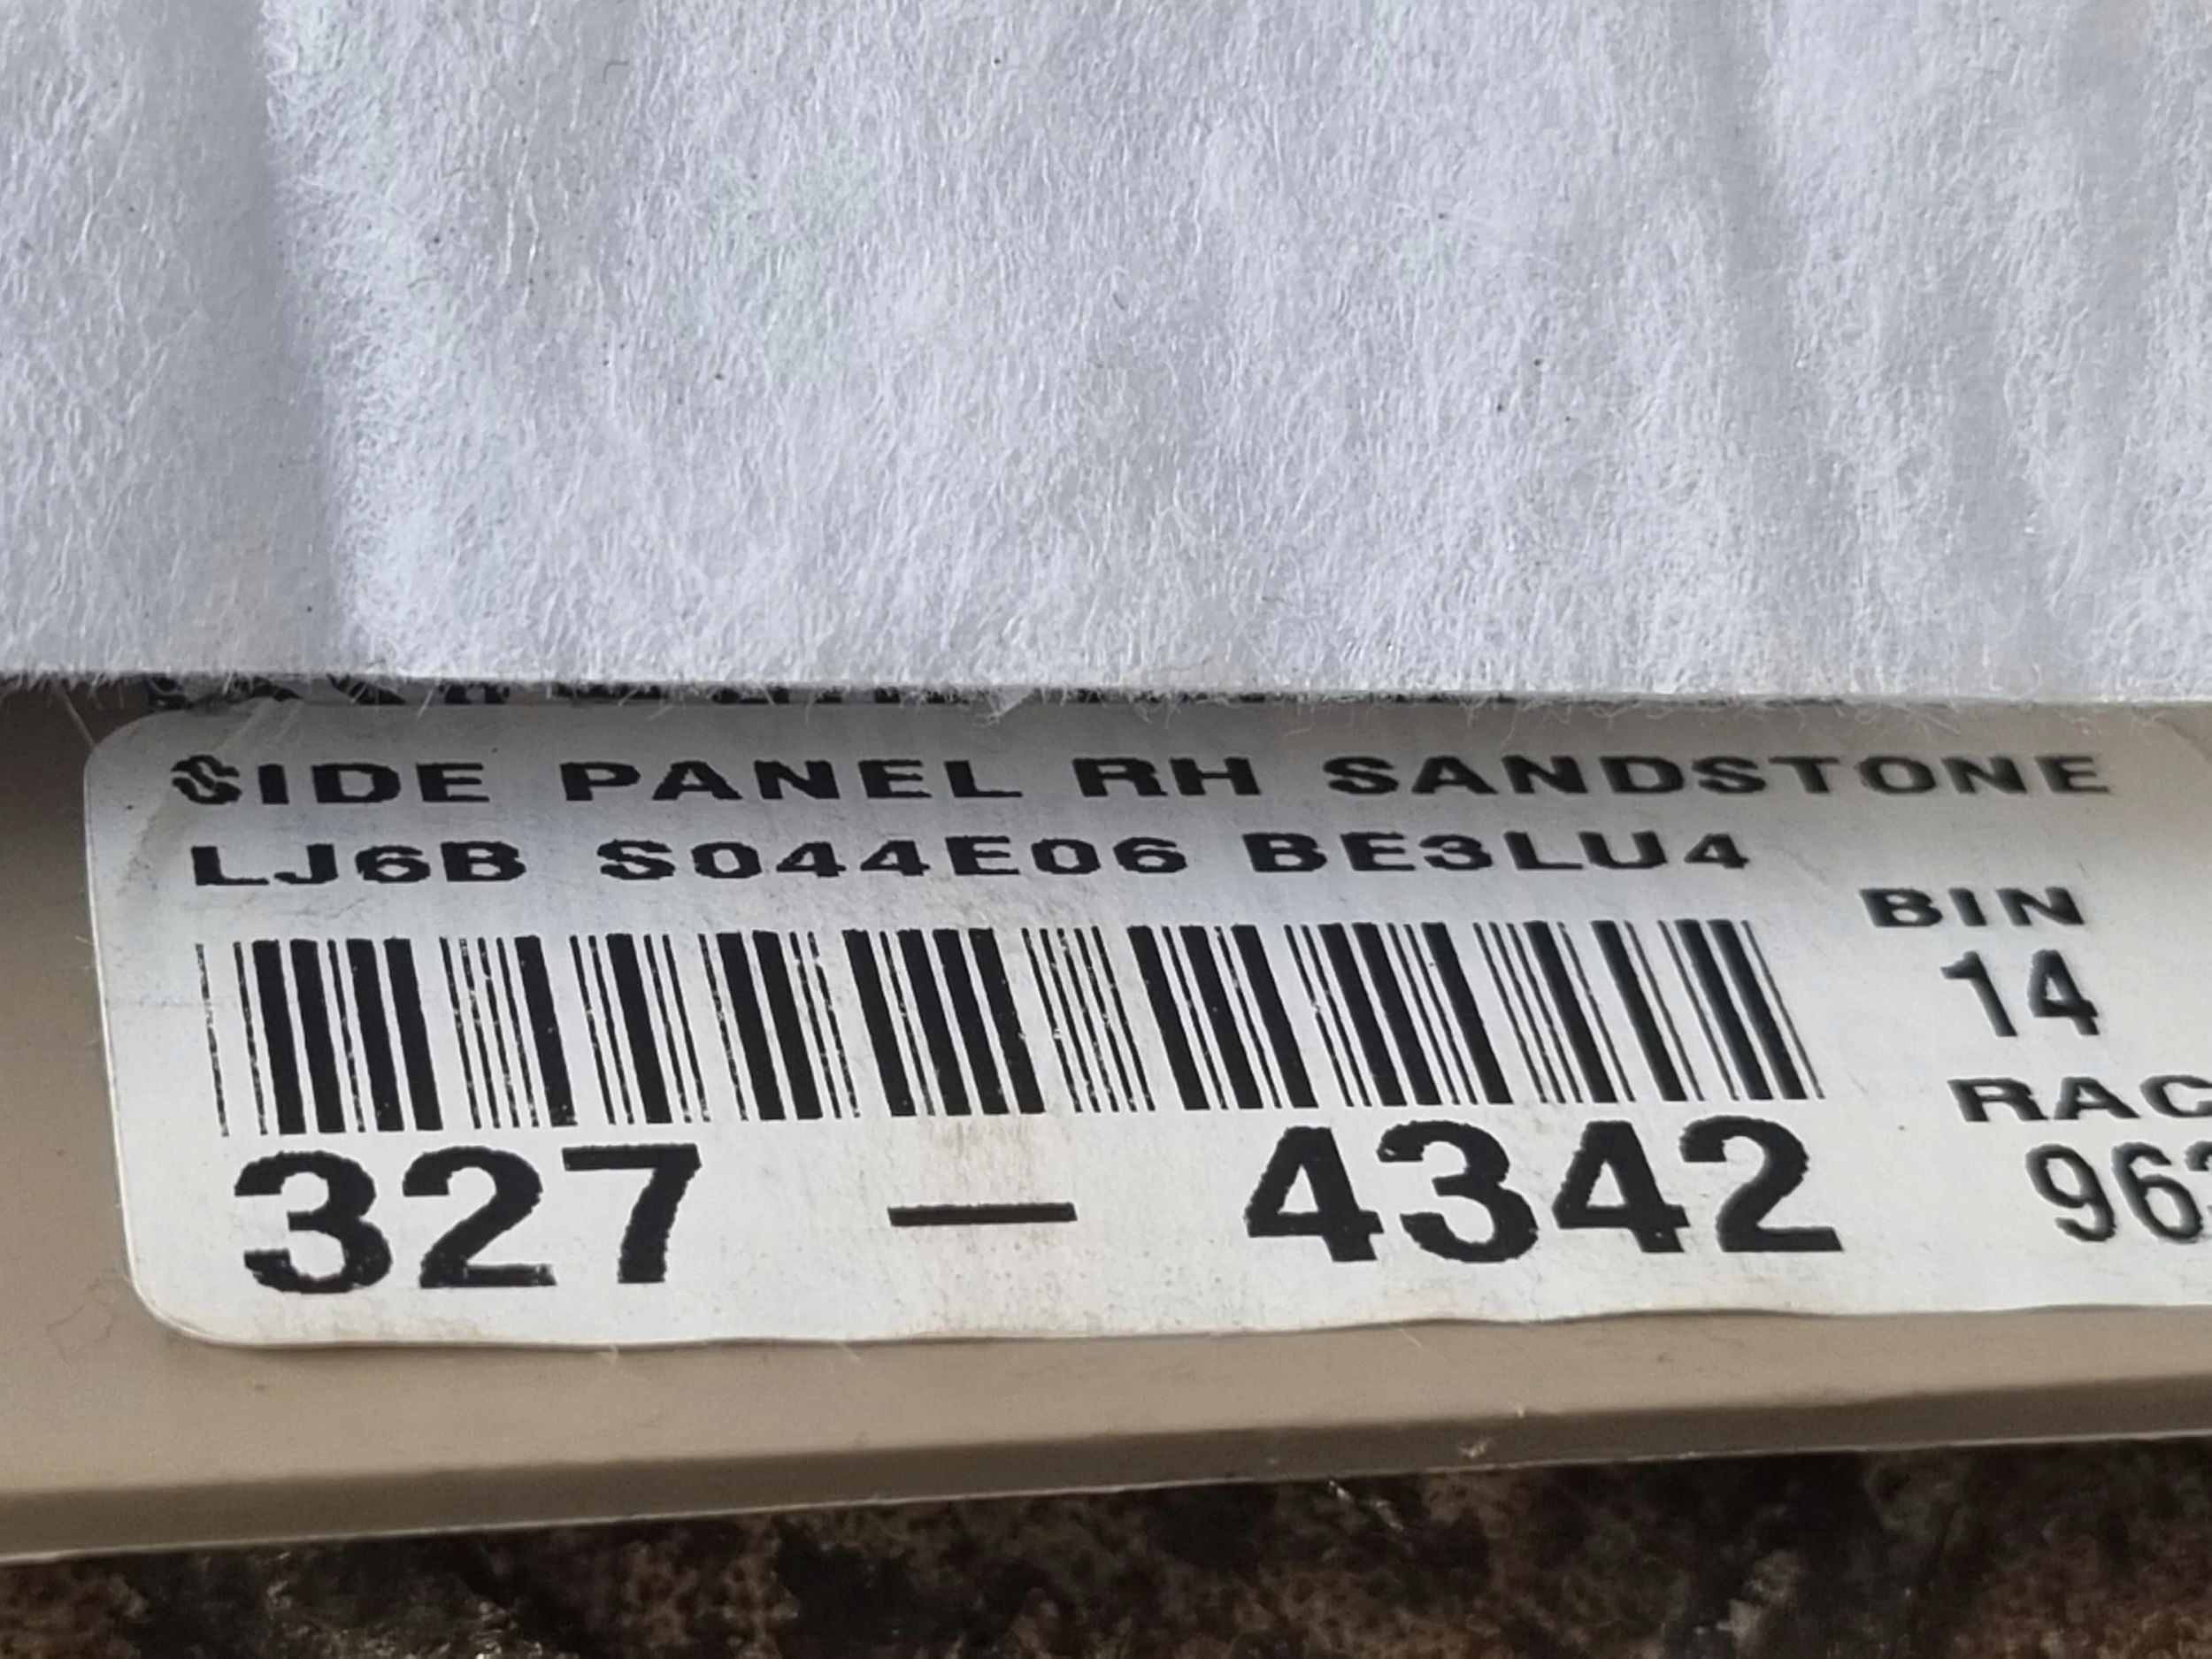 SIDE PANEL RH SANDSTONE
LJ6B S044E06 BE3LU4
BIN
14
327 — 4342